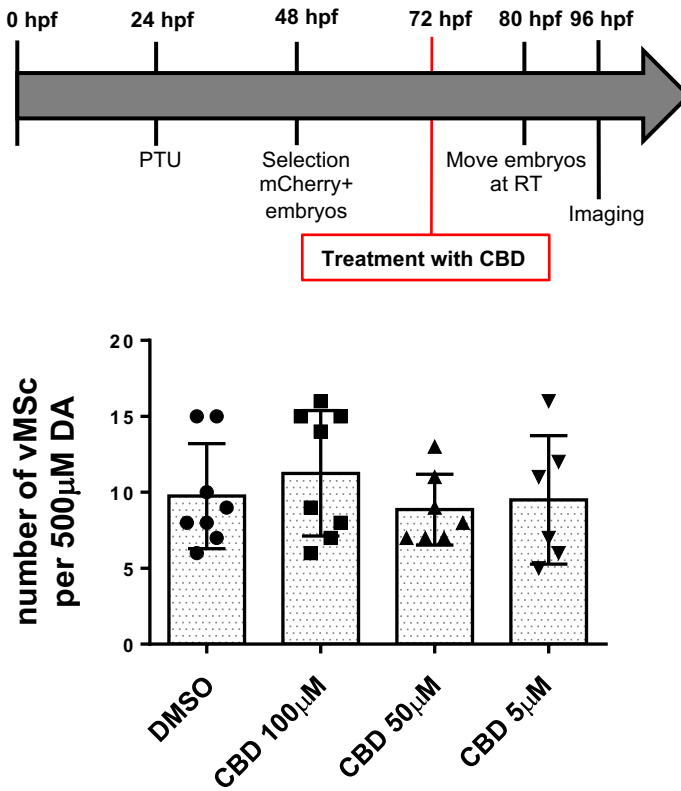 0 hpf 24 hpf 48 hpf 72 hpf 80 hpf 96 hpf
PTU
Selection
mCherry+
embryos
Move embryos
at RT
Imaging
Treatment with CBD
number of vMSc
per 500μM DA
20
15
10
5
0
DMSO
CBD 100μM
CBD 50μM
CBD 5μM